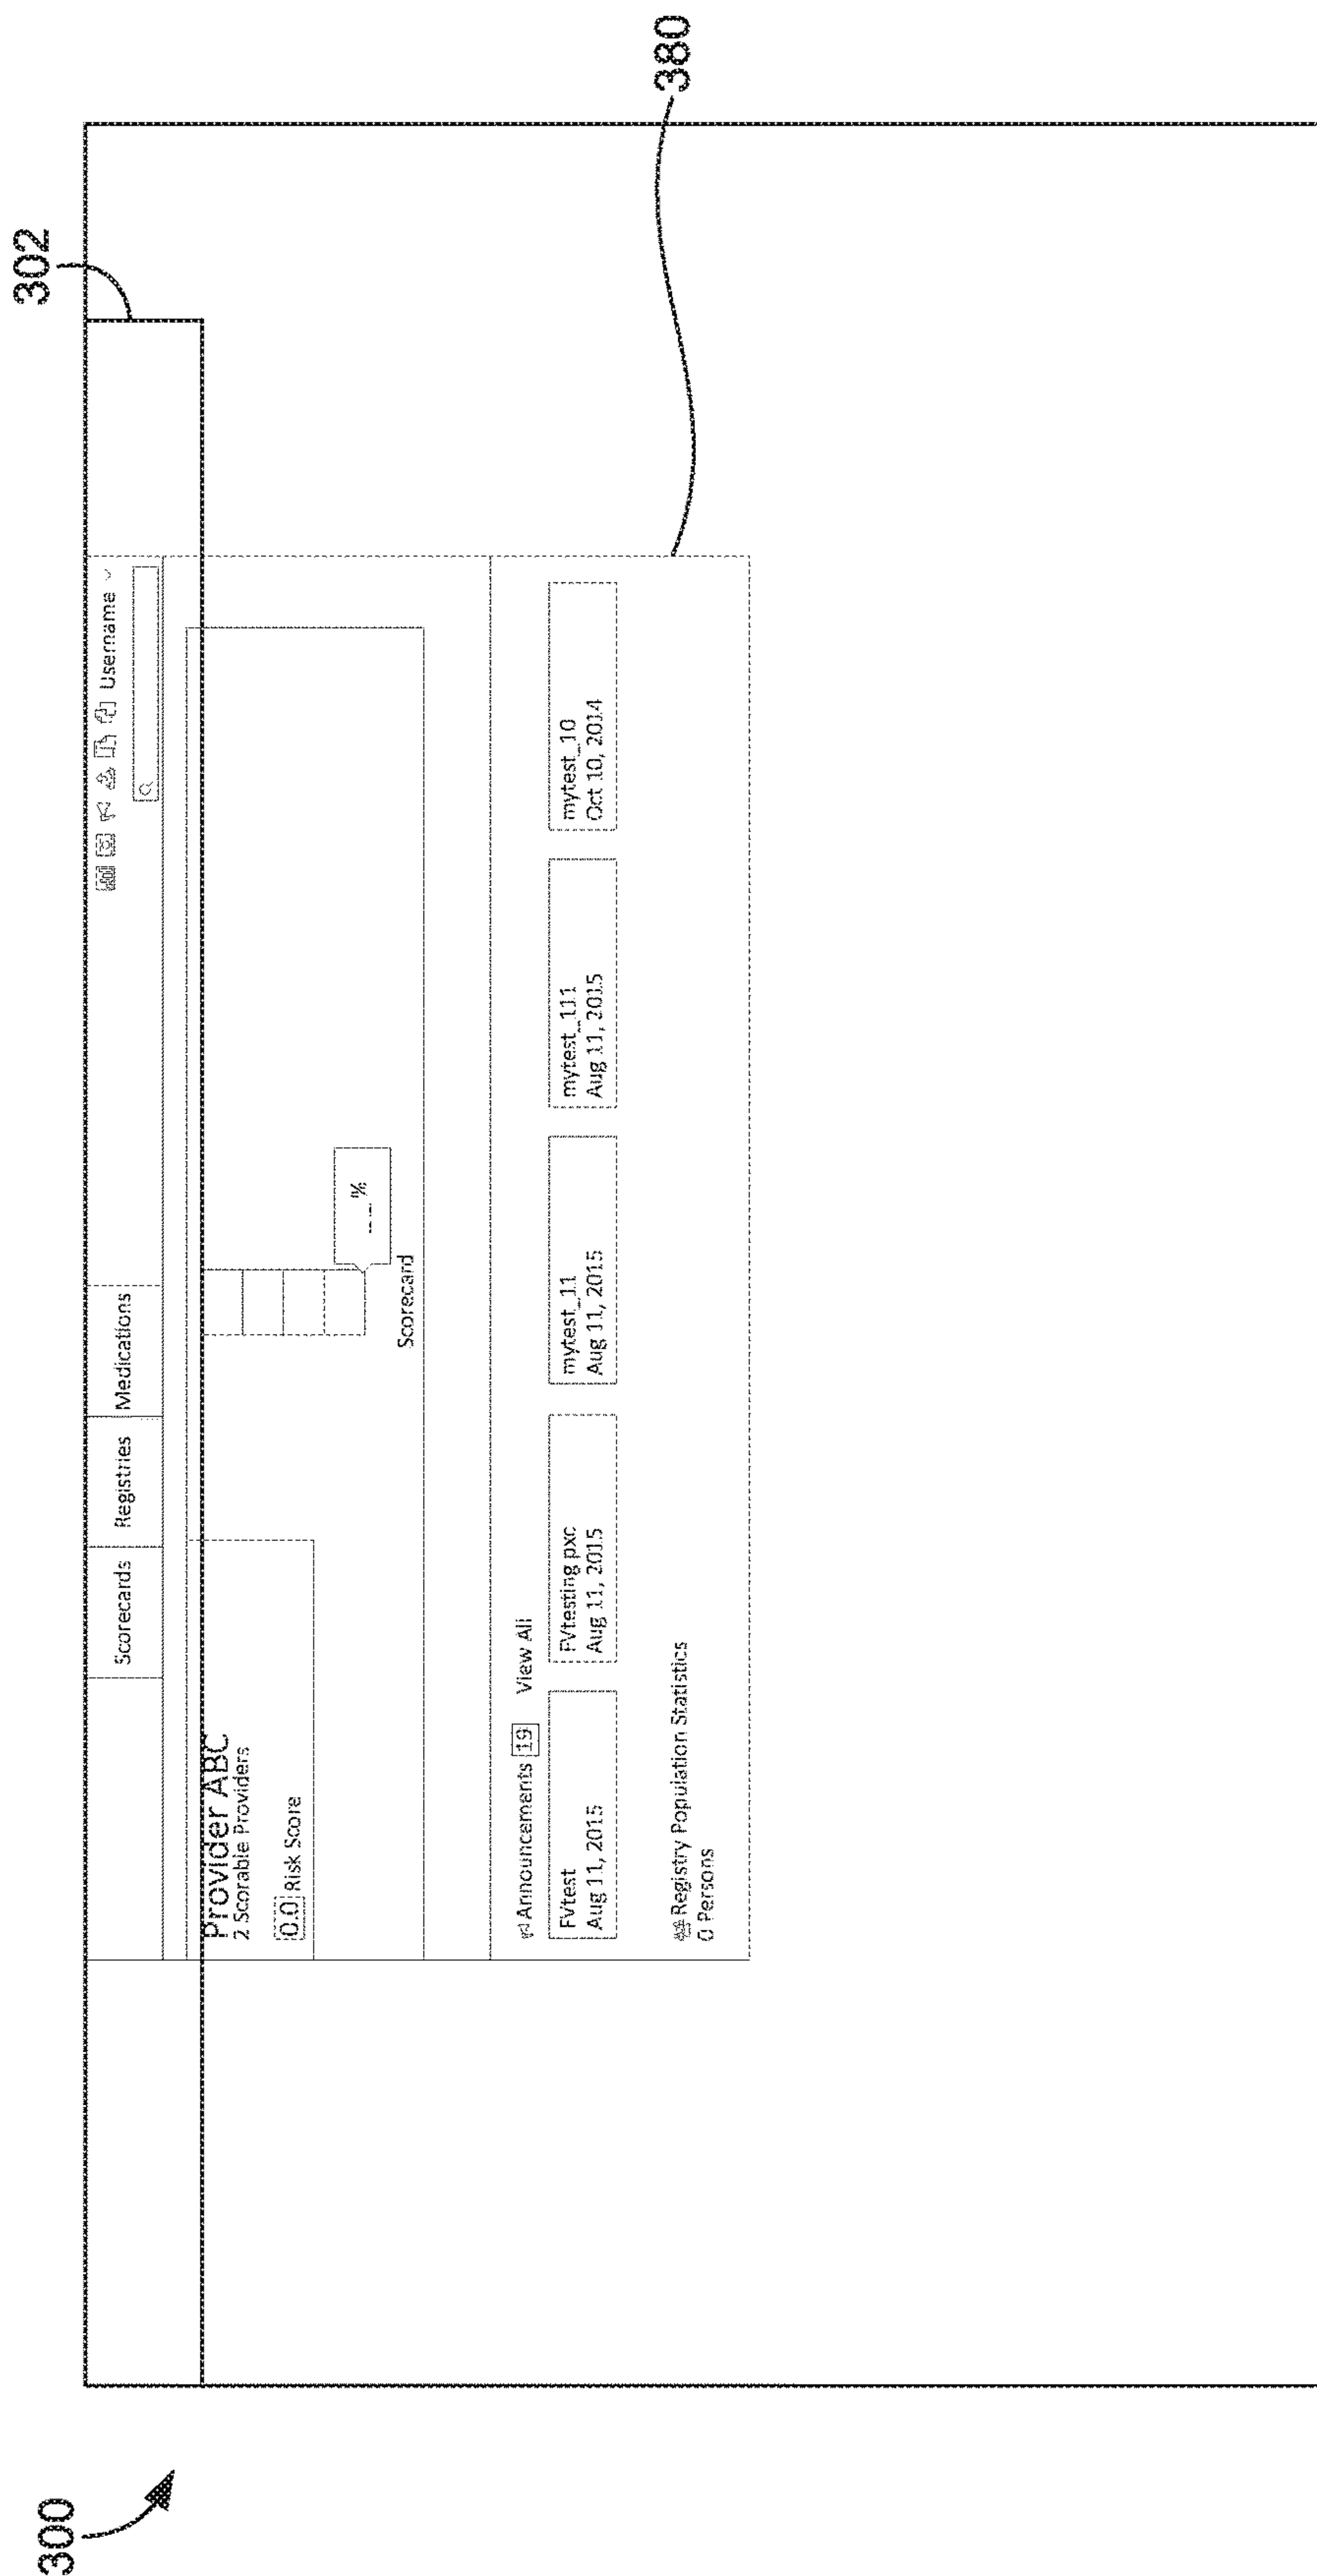 300
302
Scorecards Registries Medications
Username
Provider ABC
2 Scorable Providers
0.0 Risk Score
%
Scorecard
Announcements 19 View All
FVtest
Aug 11, 2015
FVtesting pxc
Aug 11, 2015
mytest_11
Aug 11, 2015
mytest_111
Aug 11, 2015
mytest_10
Oct 10, 2014
Registry Population Statistics
0 Persons
380